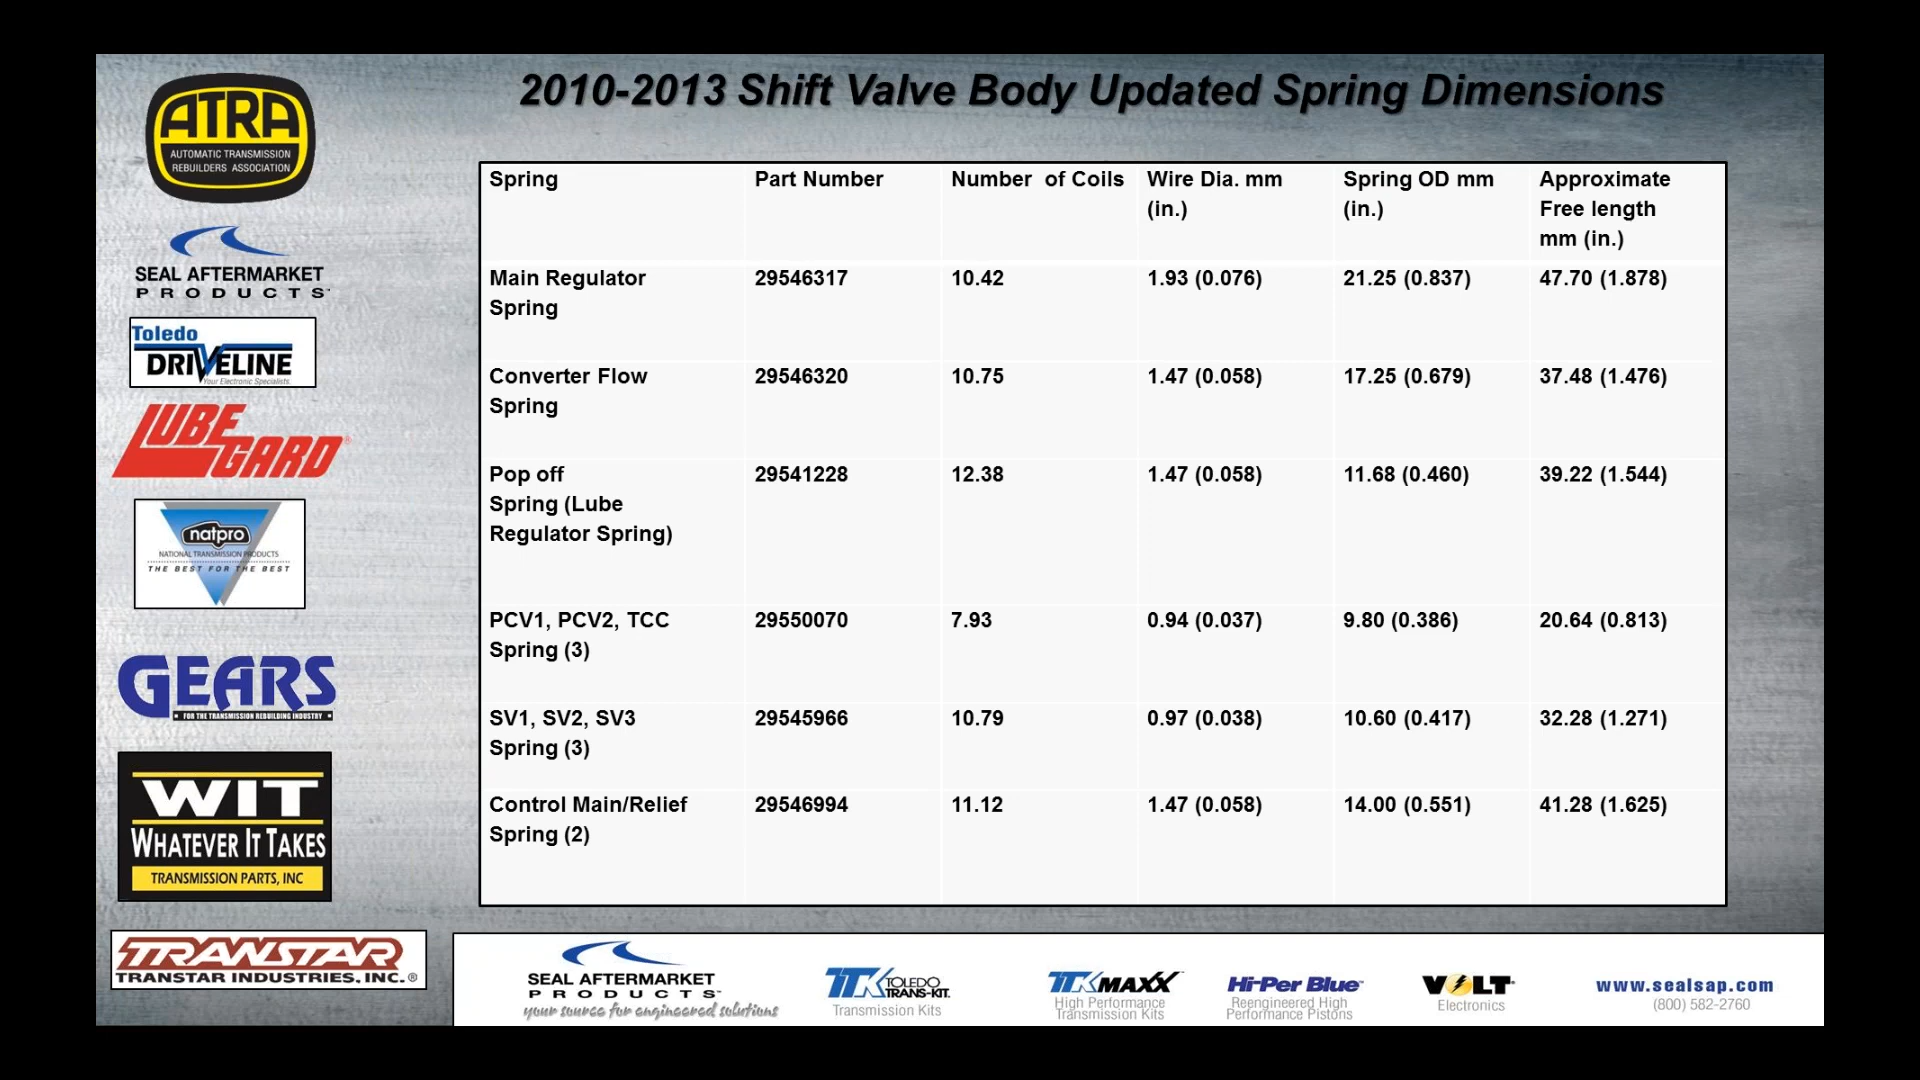 2010-2013 Shift Valve Body Updated Spring Dimensions
ATRA
AUTOMATIC TRANSMISSION
REBUILDERS ASSOCIATION
SEAL AFTERMARKET
PRODUCTS™
Toledo
DRIVELINE
Your Electronic Specialists.
LUBE
GARD®
natpro
NATIONAL TRANSMISSION PRODUCTS
THE BEST FOR THE BEST
GEARS
FOR THE TRANSMISSION REBUILDING INDUSTRY
WIT
WHATEVER IT TAKES
TRANSMISSION PARTS, INC
TRANSTAR
TRANSTAR INDUSTRIES, INC.®
Spring Part Number Number of Coils Wire Dia. mm (in.) Spring OD mm (in.) Approximate Free length mm (in.)
Main Regulator Spring 29546317 10.42 1.93 (0.076) 21.25 (0.837) 47.70 (1.878)
Converter Flow Spring 29546320 10.75 1.47 (0.058) 17.25 (0.679) 37.48 (1.476)
Pop off Spring (Lube Regulator Spring) 29541228 12.38 1.47 (0.058) 11.68 (0.460) 39.22 (1.544)
PCV1, PCV2, TCC Spring (3) 29550070 7.93 0.94 (0.037) 9.80 (0.386) 20.64 (0.813)
SV1, SV2, SV3 Spring (3) 29545966 10.79 0.97 (0.038) 10.60 (0.417) 32.28 (1.271)
Control Main/Relief Spring (2) 29546994 11.12 1.47 (0.058) 14.00 (0.551) 41.28 (1.625)
SEAL AFTERMARKET
PRODUCTS™
your source for engineered solutions
TTK TOLEDO
TRANS-KIT.
Transmission Kits
TTKMAXX
High Performance
Transmission Kits
Hi-Per Blue™
Reengineered High
Performance Pistons
VOLT
Electronics
www.sealsap.com
(800) 582-2760